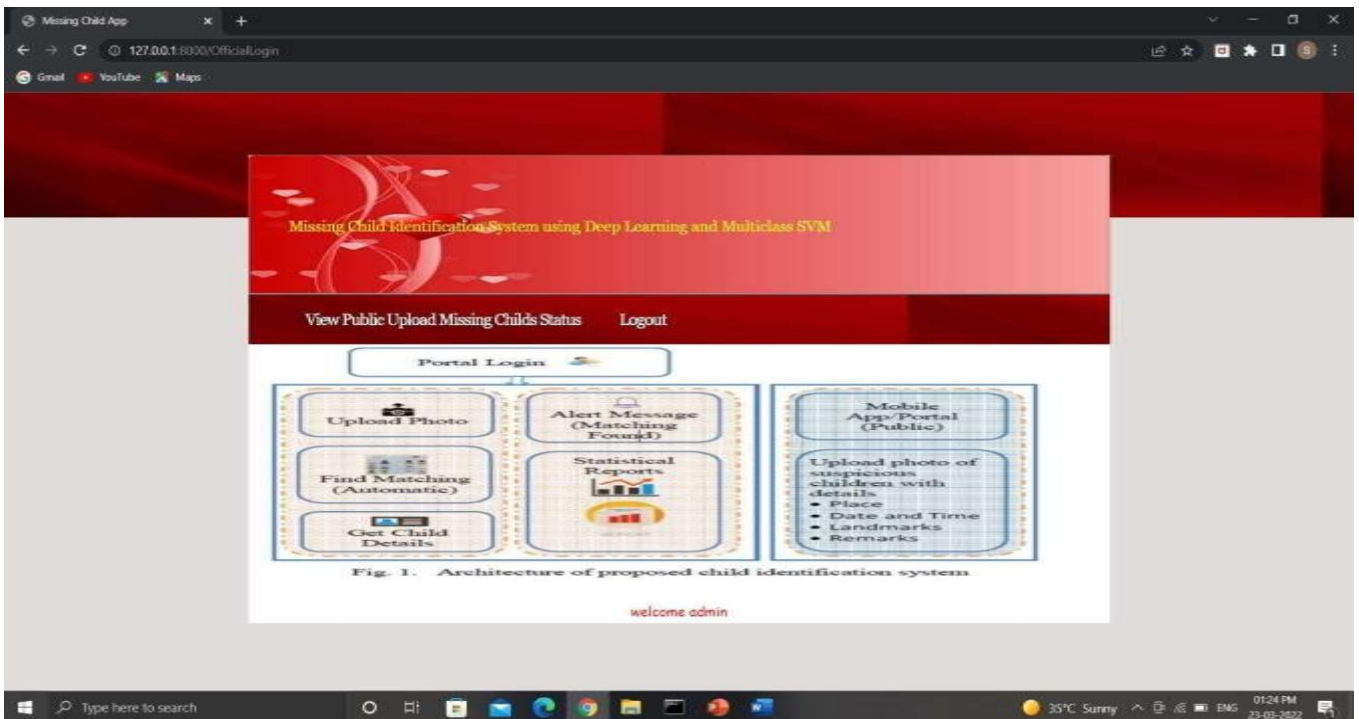 Missing Child App
127.0.0.1:8000/OfficialLogin
Gmail YouTube Maps
S
Missing Child Identification System using Deep Learning and Multiclass SVM
View Public Upload Missing Childs Status Logout
Portal Login
Upload Photo
Find Matching
(Automatic)
Get Child
Details
Alert Message
(Matching
Found)
Statistical
Reports
Mobile
App/Portal
(Public)
Upload photo of
suspicious
children with
details
• Place
• Date and Time
• Landmarks
• Remarks
Fig. 1. Architecture of proposed child identification system
welcome admin
Type here to search
35°C Sunny
ENG
01:24 PM
23-03-2022